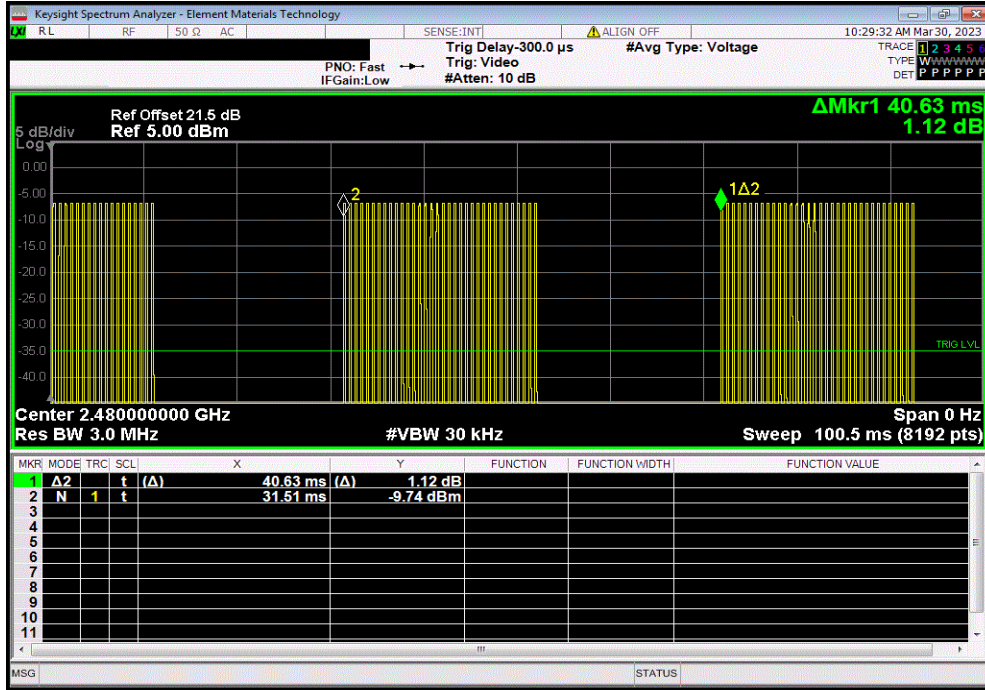 Keysight Spectrum Analyzer - Element Materials Technology
LXI RL RF 50 Ω AC SENSE:INT ALIGN OFF 10:29:32 AM Mar 30, 2023
Trig Delay-300.0 µs #Avg Type: Voltage TRACE 1 2 3 4 5 6
PNO: Fast Trig: Video TYPE WWWWWW
IFGain:Low #Atten: 10 dB DET P P P P P P
ΔMkr1 40.63 ms
1.12 dB
Ref Offset 21.5 dB
5 dB/div Ref 5.00 dBm
Log
0.00
-5.00
-10.0
-15.0
-20.0
-25.0
-30.0
-35.0
-40.0
2
1Δ2
TRIG LVL
Center 2.480000000 GHz Span 0 Hz
Res BW 3.0 MHz #VBW 30 kHz Sweep 100.5 ms (8192 pts)
MKR MODE TRC SCL X Y FUNCTION FUNCTION WIDTH FUNCTION VALUE
1 Δ2 t (Δ) 40.63 ms (Δ) 1.12 dB
2 N 1 t 31.51 ms -9.74 dBm
3
4
5
6
7
8
9
10
11
MSG STATUS